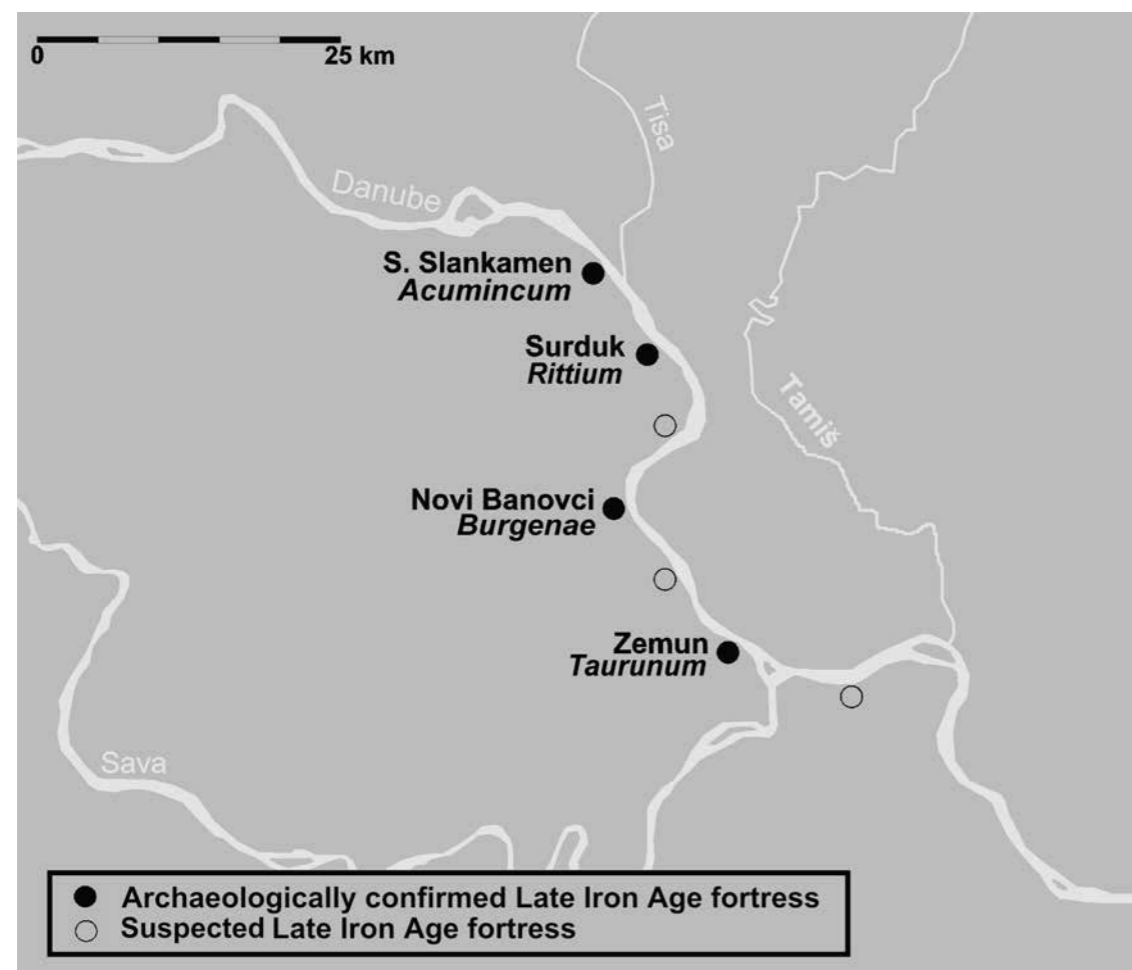 0 25 km
Tisa
Danube
S. Slankamen
Acumincum
Surduk
Rittium
Tamiš
Novi Banovci
Burgenae
Zemun
Taurunum
Sava
Archaeologically confirmed Late Iron Age fortress
Suspected Late Iron Age fortress